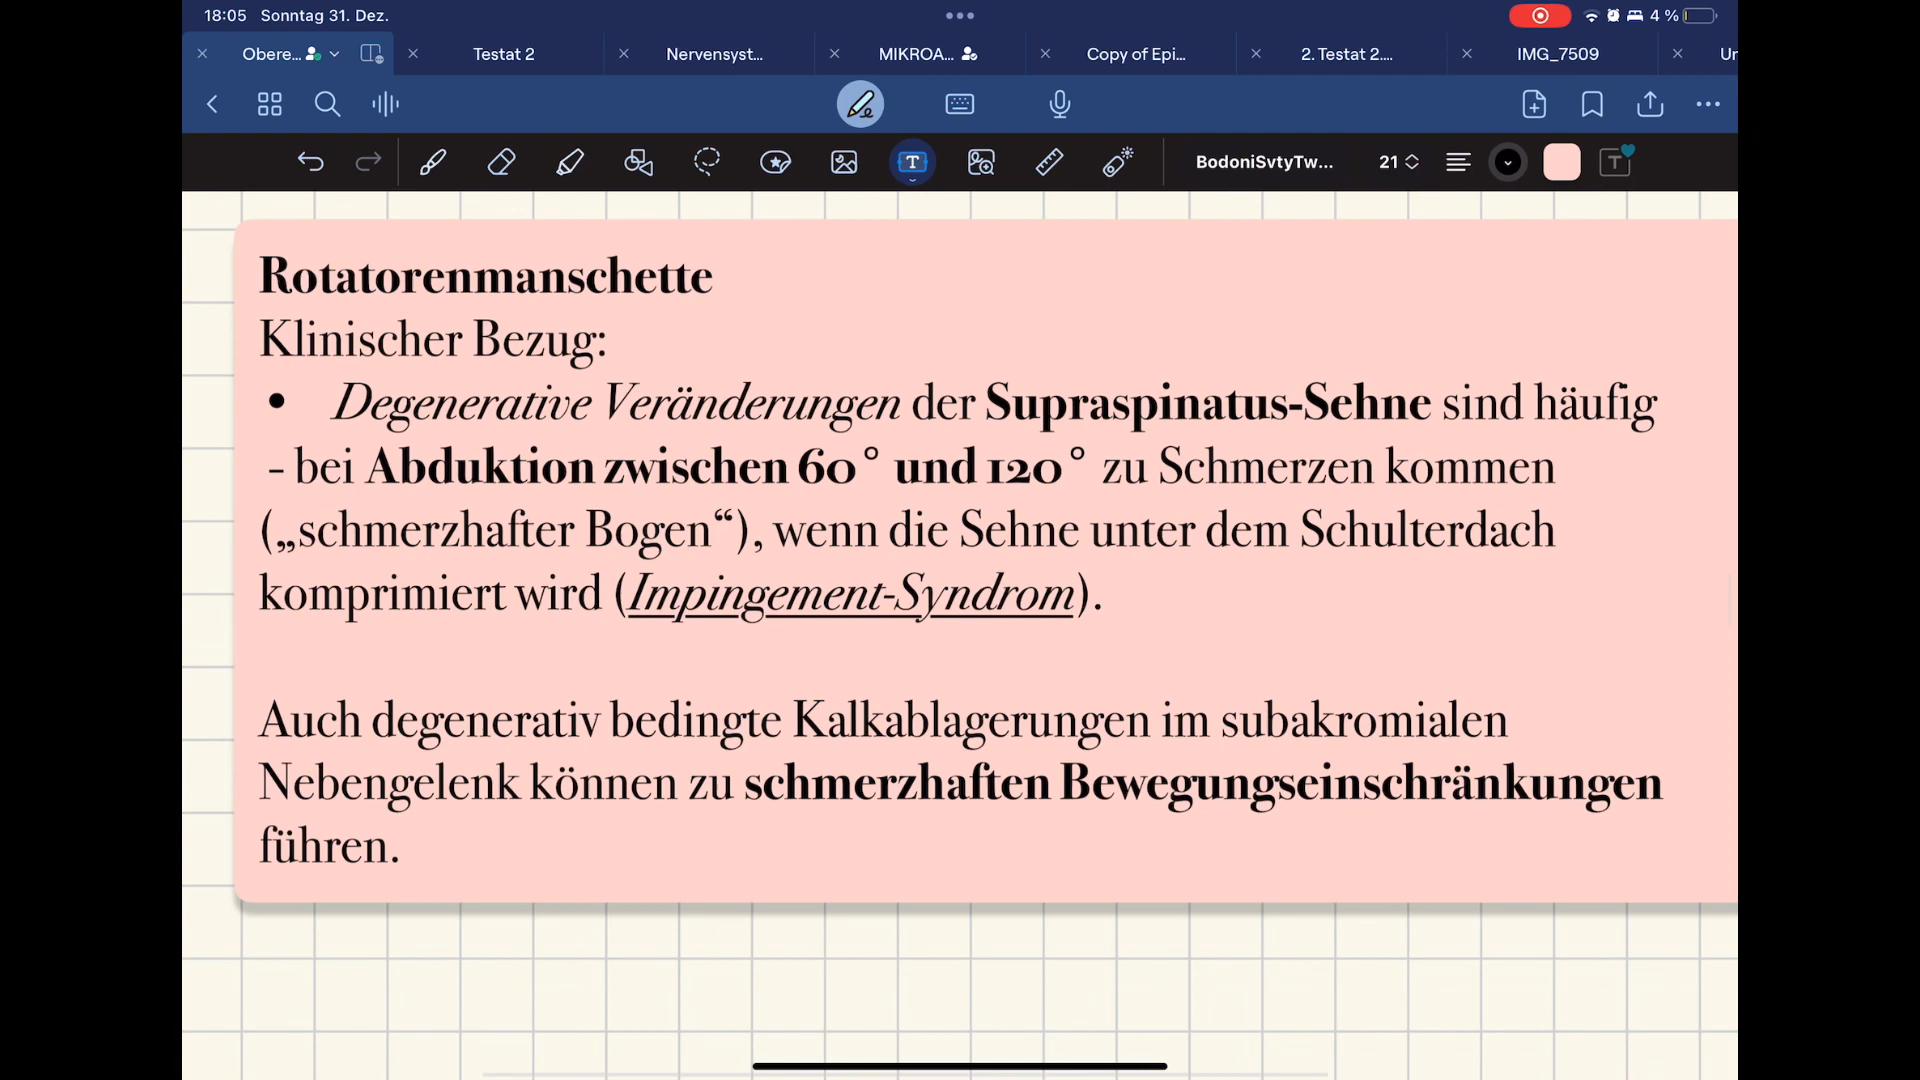 18:05 Sonntag 31. Dez.
4 %
Obere...
Testat 2
Nervensyst...
MIKROA...
Copy of Epi...
2. Testat 2....
IMG_7509
Ur
BodoniSvtyTw...
21
Rotatorenmanschette
Klinischer Bezug:
• Degenerative Veränderungen der Supraspinatus-Sehne sind häufig
- bei Abduktion zwischen 60° und 120° zu Schmerzen kommen
(„schmerzhafter Bogen“), wenn die Sehne unter dem Schulterdach
komprimiert wird (Impingement-Syndrom).
Auch degenerativ bedingte Kalkablagerungen im subakromialen
Nebengelenk können zu schmerzhaften Bewegungseinschränkungen
führen.